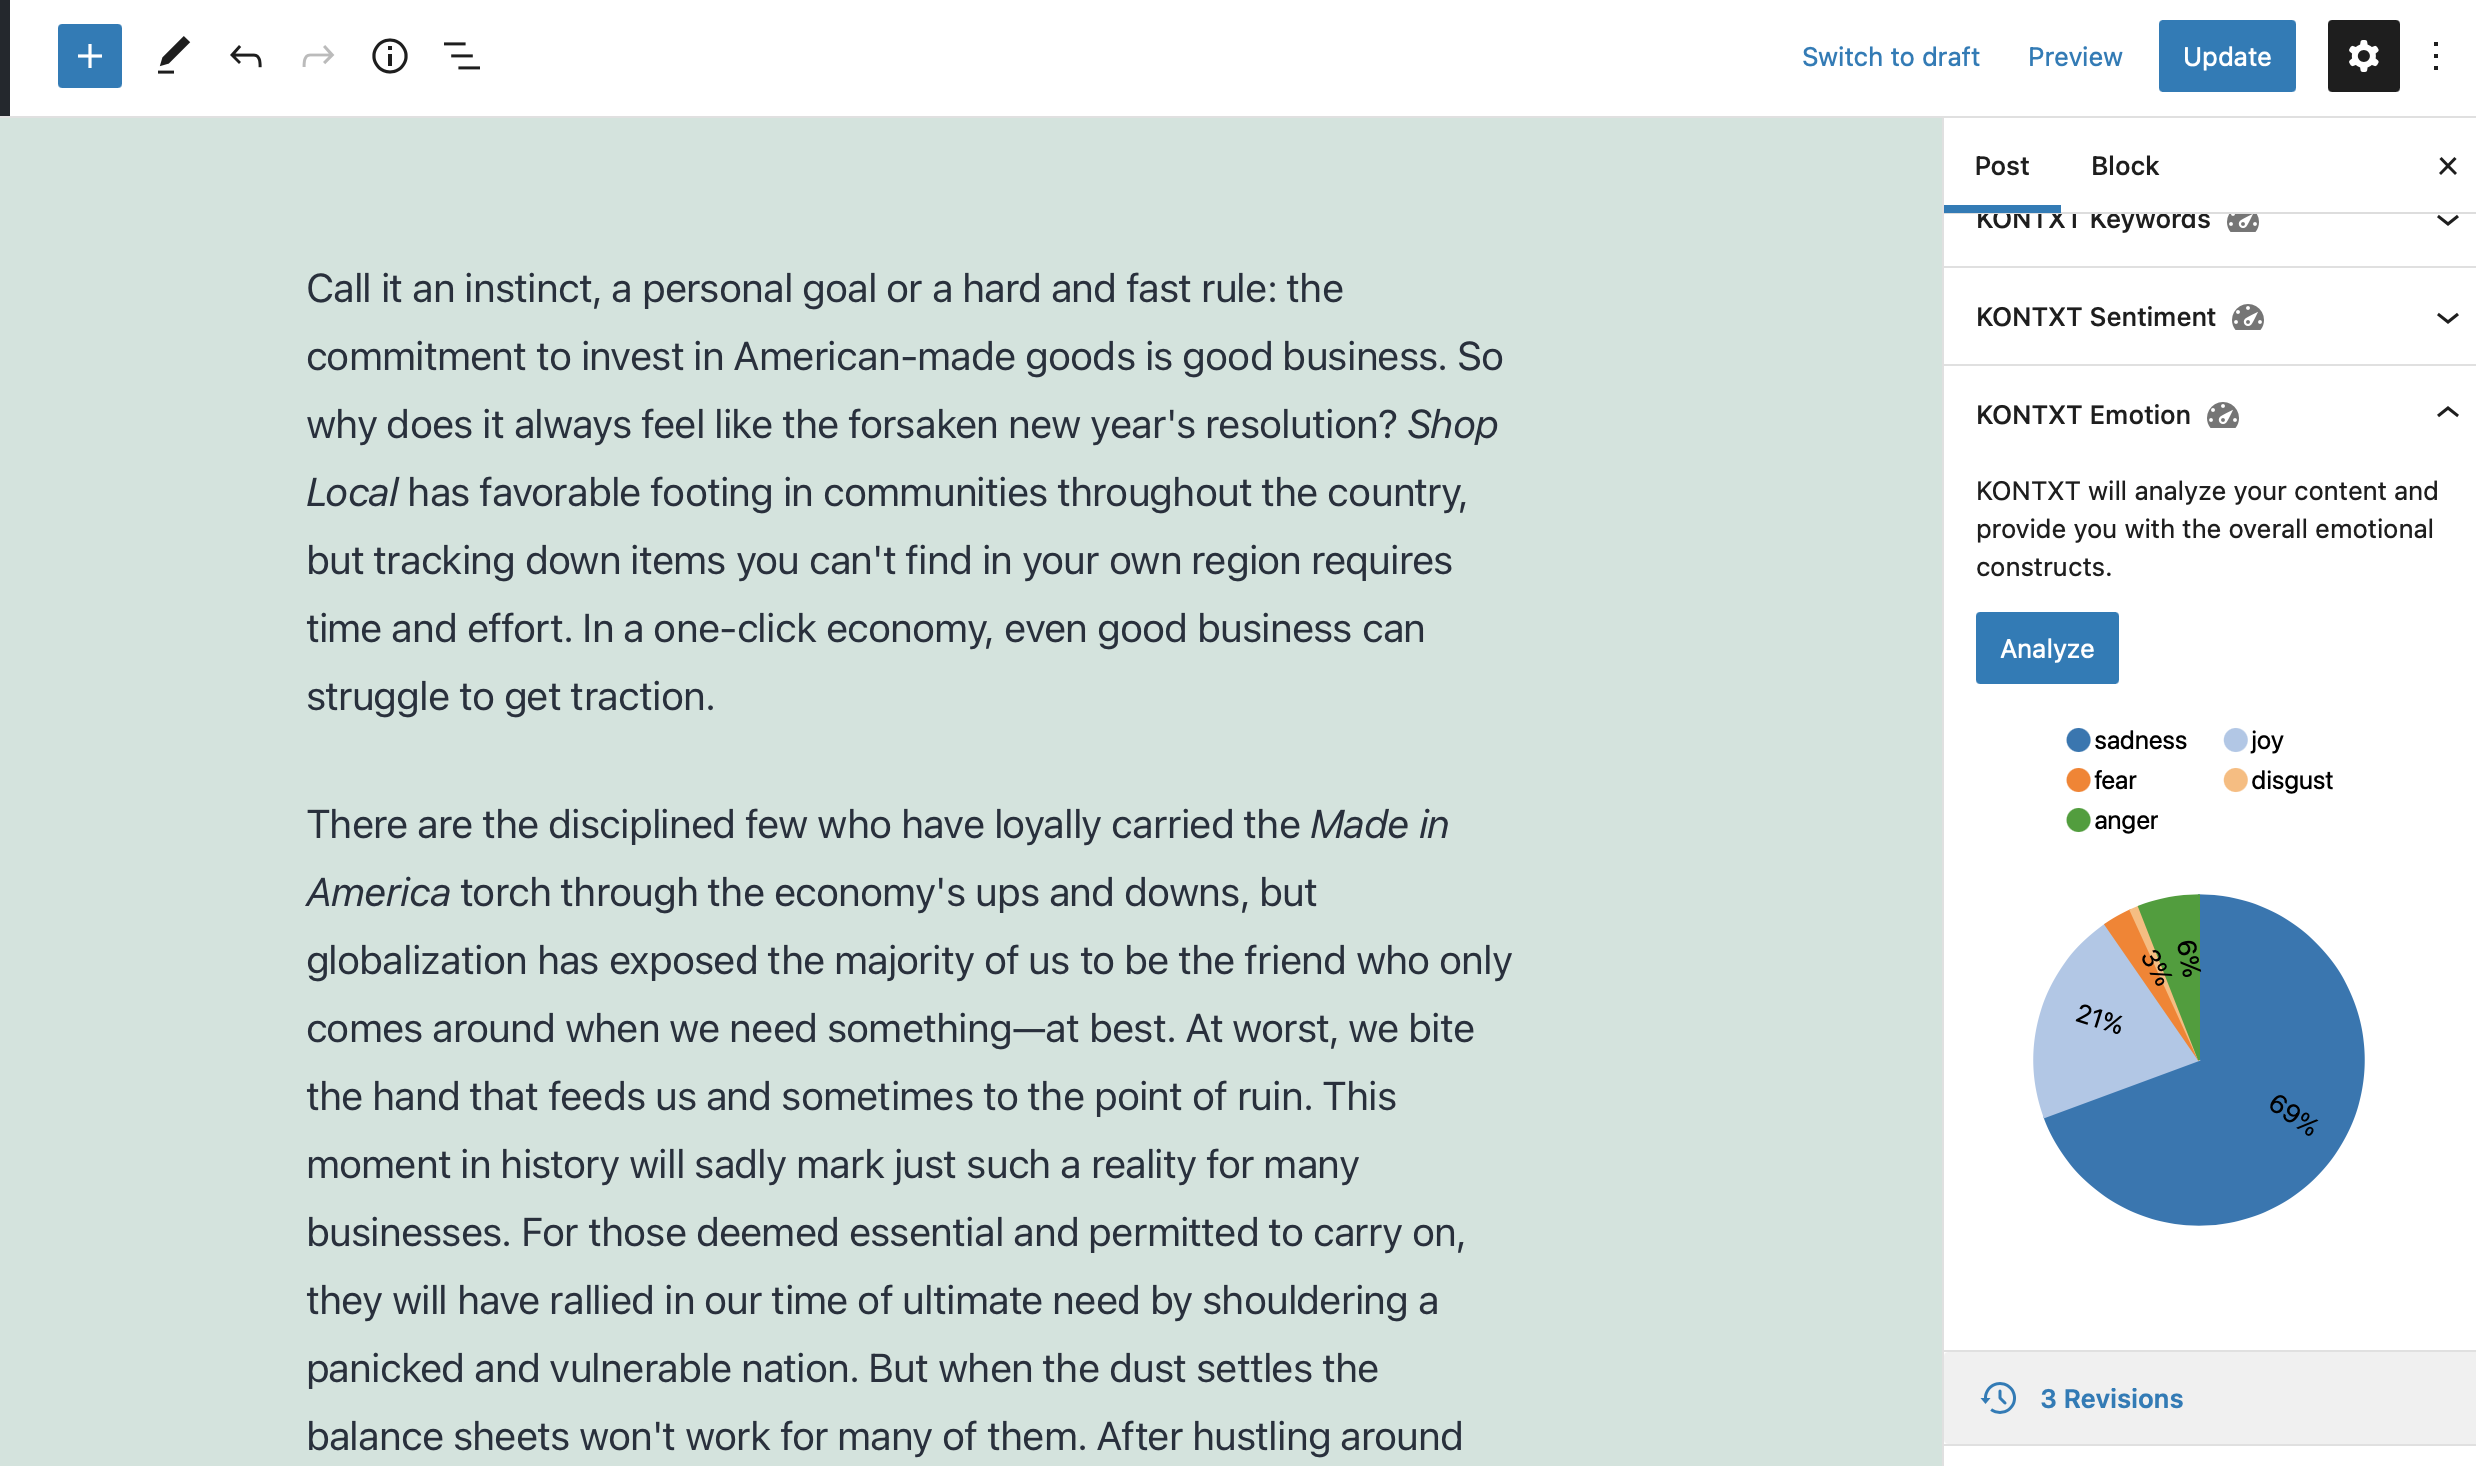 Switch to draft
Preview
Update
Call it an instinct, a personal goal or a hard and fast rule: the
commitment to invest in American-made goods is good business. So
why does it always feel like the forsaken new year's resolution? Shop
Local has favorable footing in communities throughout the country,
but tracking down items you can't find in your own region requires
time and effort. In a one-click economy, even good business can
struggle to get traction.
There are the disciplined few who have loyally carried the Made in
America torch through the economy's ups and downs, but
globalization has exposed the majority of us to be the friend who only
comes around when we need something—at best. At worst, we bite
the hand that feeds us and sometimes to the point of ruin. This
moment in history will sadly mark just such a reality for many
businesses. For those deemed essential and permitted to carry on,
they will have rallied in our time of ultimate need by shouldering a
panicked and vulnerable nation. But when the dust settles the
balance sheets won't work for many of them. After hustling around
Post
Block
KONTXT Keywords
KONTXT Sentiment
KONTXT Emotion
KONTXT will analyze your content and
provide you with the overall emotional
constructs.
Analyze
sadness
joy
fear
disgust
anger
6%
3%
21%
69%
3 Revisions